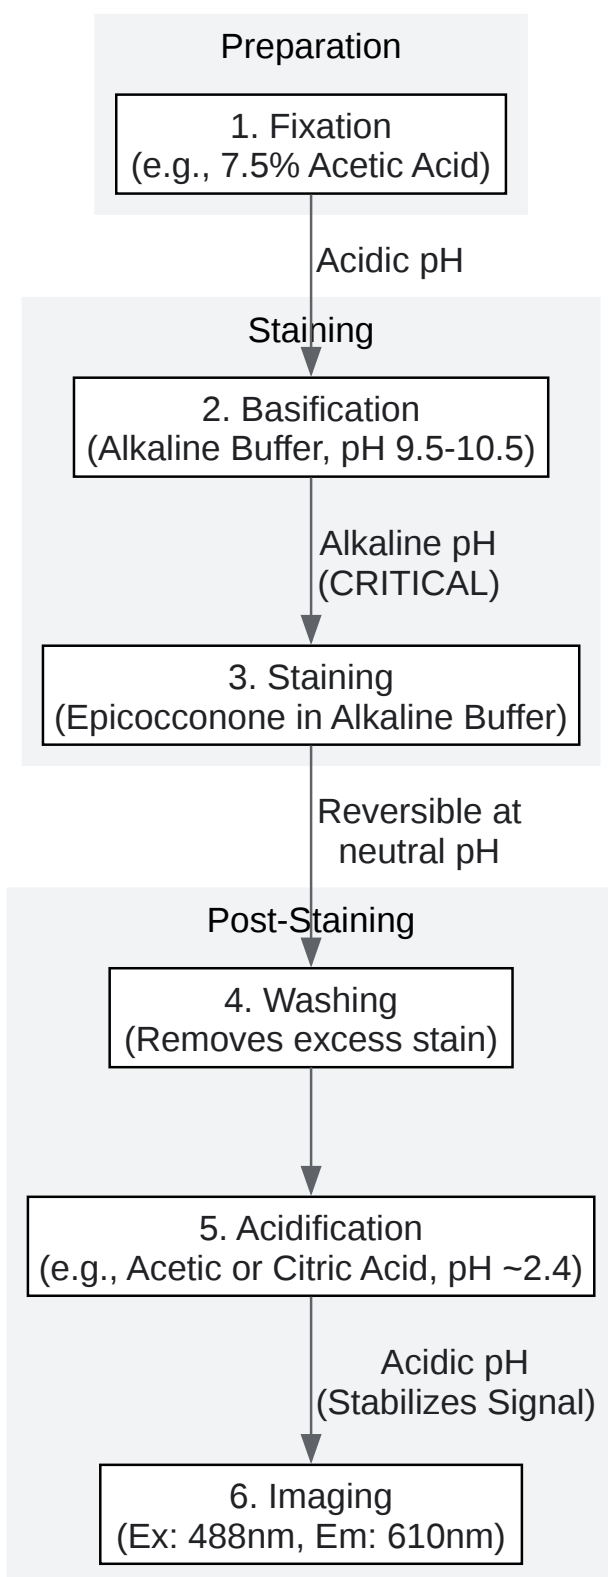 Preparation
1. Fixation
(e.g., 7.5% Acetic Acid)
Acidic pH
Staining
2. Basification
(Alkaline Buffer, pH 9.5-10.5)
Alkaline pH
(CRITICAL)
3. Staining
(Epicocconone in Alkaline Buffer)
Reversible at
neutral pH
Post-Staining
4. Washing
(Removes excess stain)
5. Acidification
(e.g., Acetic or Citric Acid, pH ~2.4)
Acidic pH
(Stabilizes Signal)
6. Imaging
(Ex: 488nm, Em: 610nm)